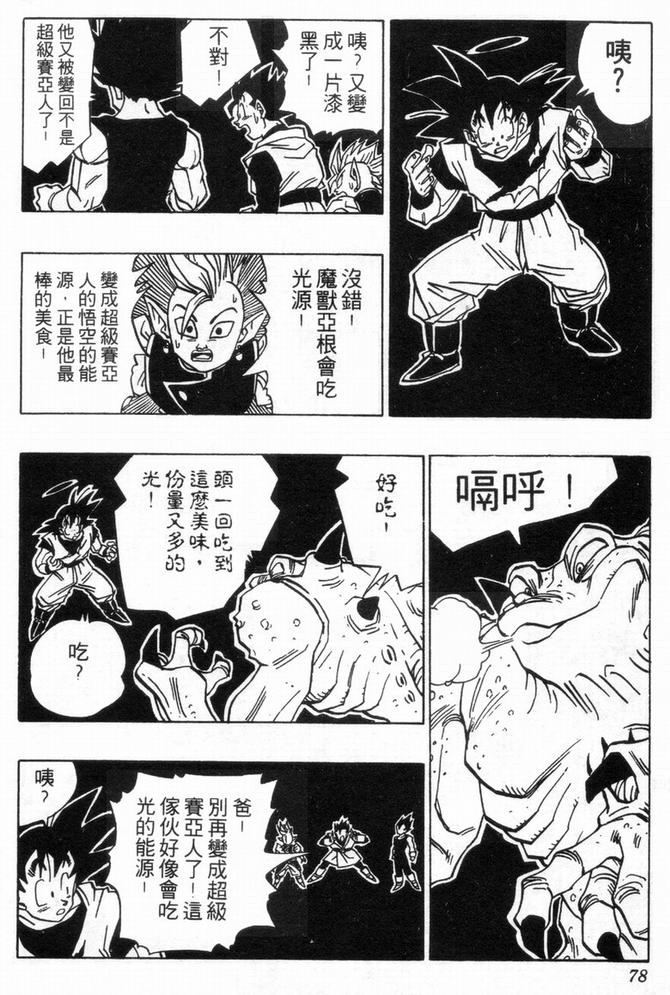 咦？
咦？又變
成一片漆
黑了！
不對！
他又被變回不是
超級賽亞人了！
沒錯！
魔獸亞根會吃
光源！
變成超級賽亞
人的悟空的能
源．正是他最
棒的美食！
嗝呼！
好吃！
頭一回吃到
這麼美味，
份量又多的
光！
吃？
爸！
別再變成超級
賽亞人了！這
傢伙好像會吃
光的能源！
咦？
78